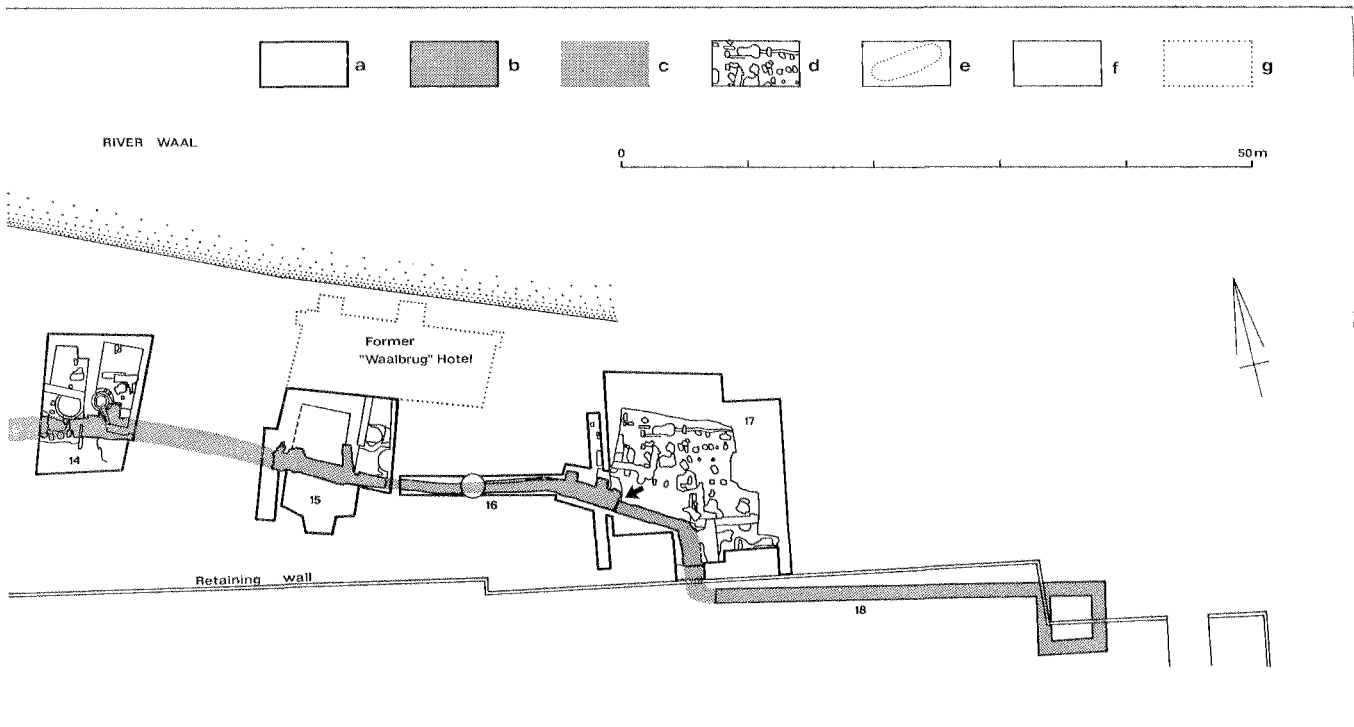 a b c d e f g
RIVER WAAL
0 50 m
Former
"Waalbrug" Hotel
17
14
15
16
Retaining wall
18